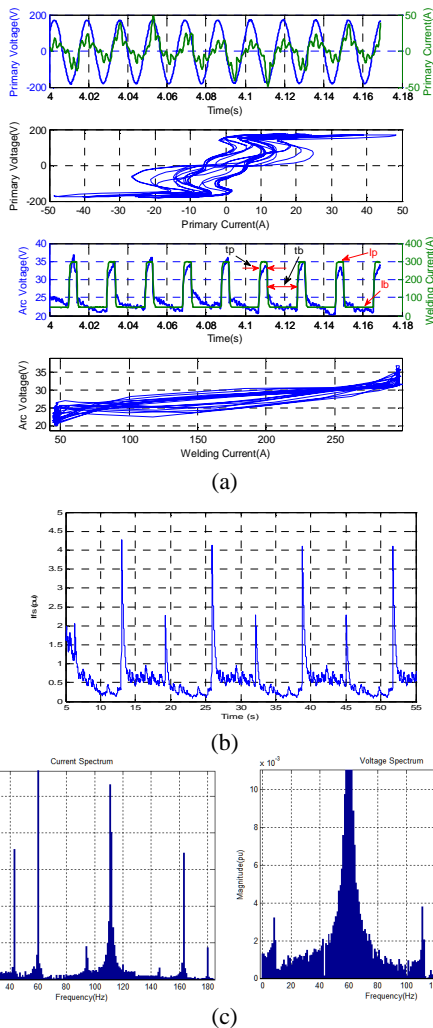 200 50
0 0
-200 -50
Primary Voltage(V)
Primary Current(A)
4 4.02 4.04 4.06 4.08 4.1 4.12 4.14 4.16 4.18
Time(s)
200
0
-200
Primary Voltage(V)
-50 -40 -30 -20 -10 0 10 20 30 40 50
Primary Current(A)
40 400
35 300
30 200
25 100
20 0
Arc Voltage(V)
Welding Current(A)
tp
tb
Ip
Ib
4 4.02 4.04 4.06 4.08 4.1 4.12 4.14 4.16 4.18
Time(s)
35
30
25
20
Arc Voltage(V)
50 100 150 200 250
Welding Current(A)
(a)
5
4.5
4
3.5
3
2.5
2
1.5
1
0.5
0
Ifs(pu)
5 10 15 20 25 30 35 40 45 50 55
Time (s)
(b)
Current Spectrum
40 60 80 100 120 140 160 180
Frequency(Hz)
Voltage Spectrum
x 10⁻³
10
8
6
4
2
0
Magnitude(pu)
0 20 40 60 80 100
Frequency(Hz)
(c)